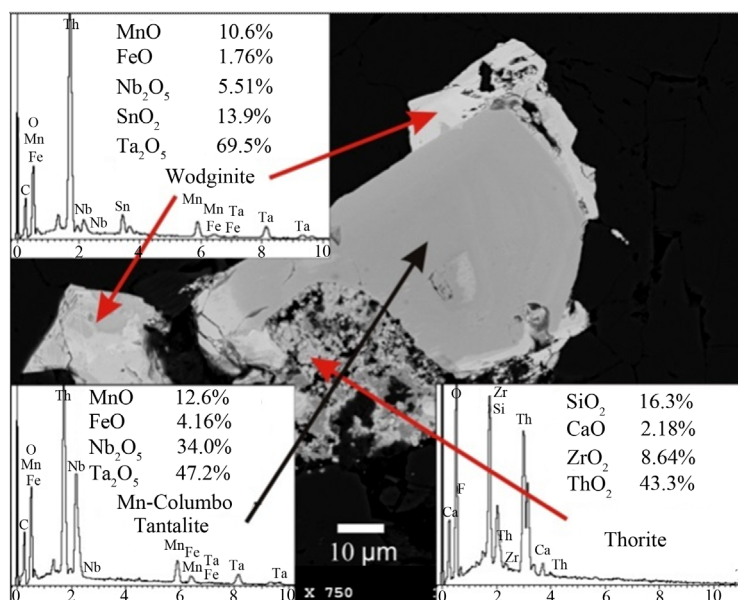 Th
MnO 10.6%
FeO 1.76%
Nb2O5 5.51%
SnO2 13.9%
Ta2O5 69.5%
Wodginite
O
Mn
Fe
C
Nb
Nb
Sn
Mn
Mn
Fe
Ta
Fe
Ta
Ta
0 2 4 6 8 10
Th
MnO 12.6%
FeO 4.16%
Nb2O5 34.0%
Ta2O5 47.2%
Mn-Columbo
Tantalite
O
Mn
Fe
C
Nb
Nb
Mn
Fe
Mn
Ta
Fe
Ta
Ta
0 2 4 6 8 10
10 µm
X 750
O
Zr
Si
Th
SiO2 16.3%
CaO 2.18%
ZrO2 8.64%
ThO2 43.3%
Thorite
F
Ca
Th
Zr
Ca
Th
0 2 4 6 8 10